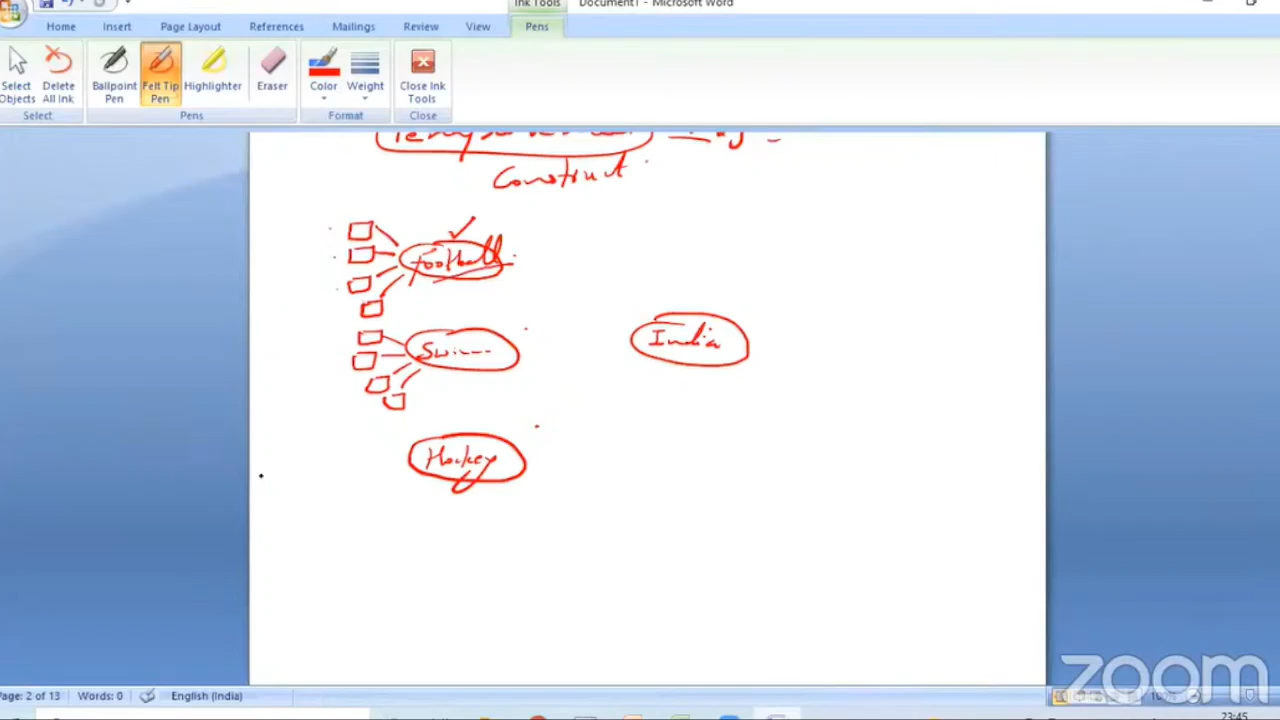 Ink Tools
Document1 - Microsoft Word
Home
Insert
Page Layout
References
Mailings
Review
View
Pens
Select Objects
Delete All Ink
Ballpoint Pen
Felt Tip Pen
Highlighter
Eraser
Color
Weight
Close Ink Tools
Select
Pens
Format
Close
Construct
Football
India
Hockey
zoom
Page: 2 of 13
Words: 0
English (India)
23:45